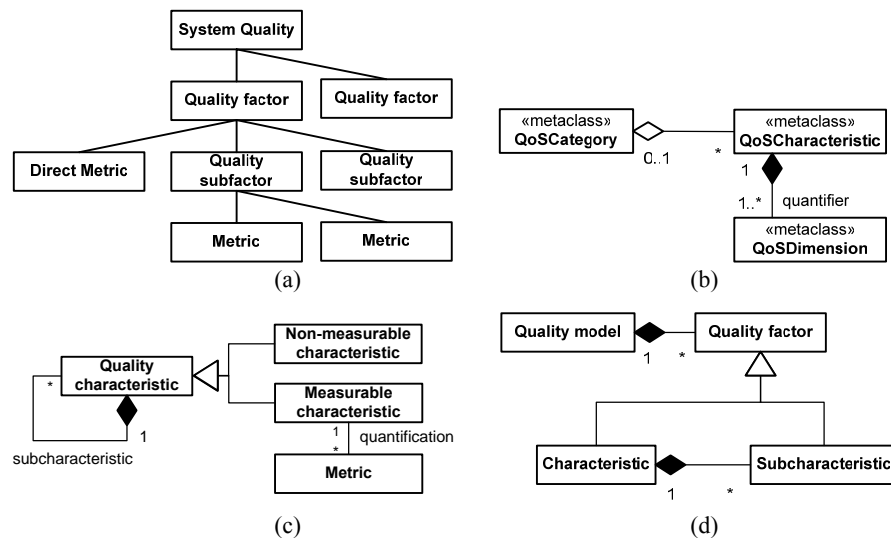 System Quality
Quality factor
Quality factor
Direct Metric
Quality
subfactor
Quality
subfactor
Metric
Metric
(a)
«metaclass»
QoSCategory
«metaclass»
QoSCharacteristic
0..1
*
1
1..*
quantifier
«metaclass»
QoSDimension
(b)
Quality
characteristic
*
1
subcharacteristic
Non-measurable
characteristic
Measurable
characteristic
1
quantification
*
Metric
(c)
Quality model
Quality factor
1
*
Characteristic
Subcharacteristic
1
*
(d)